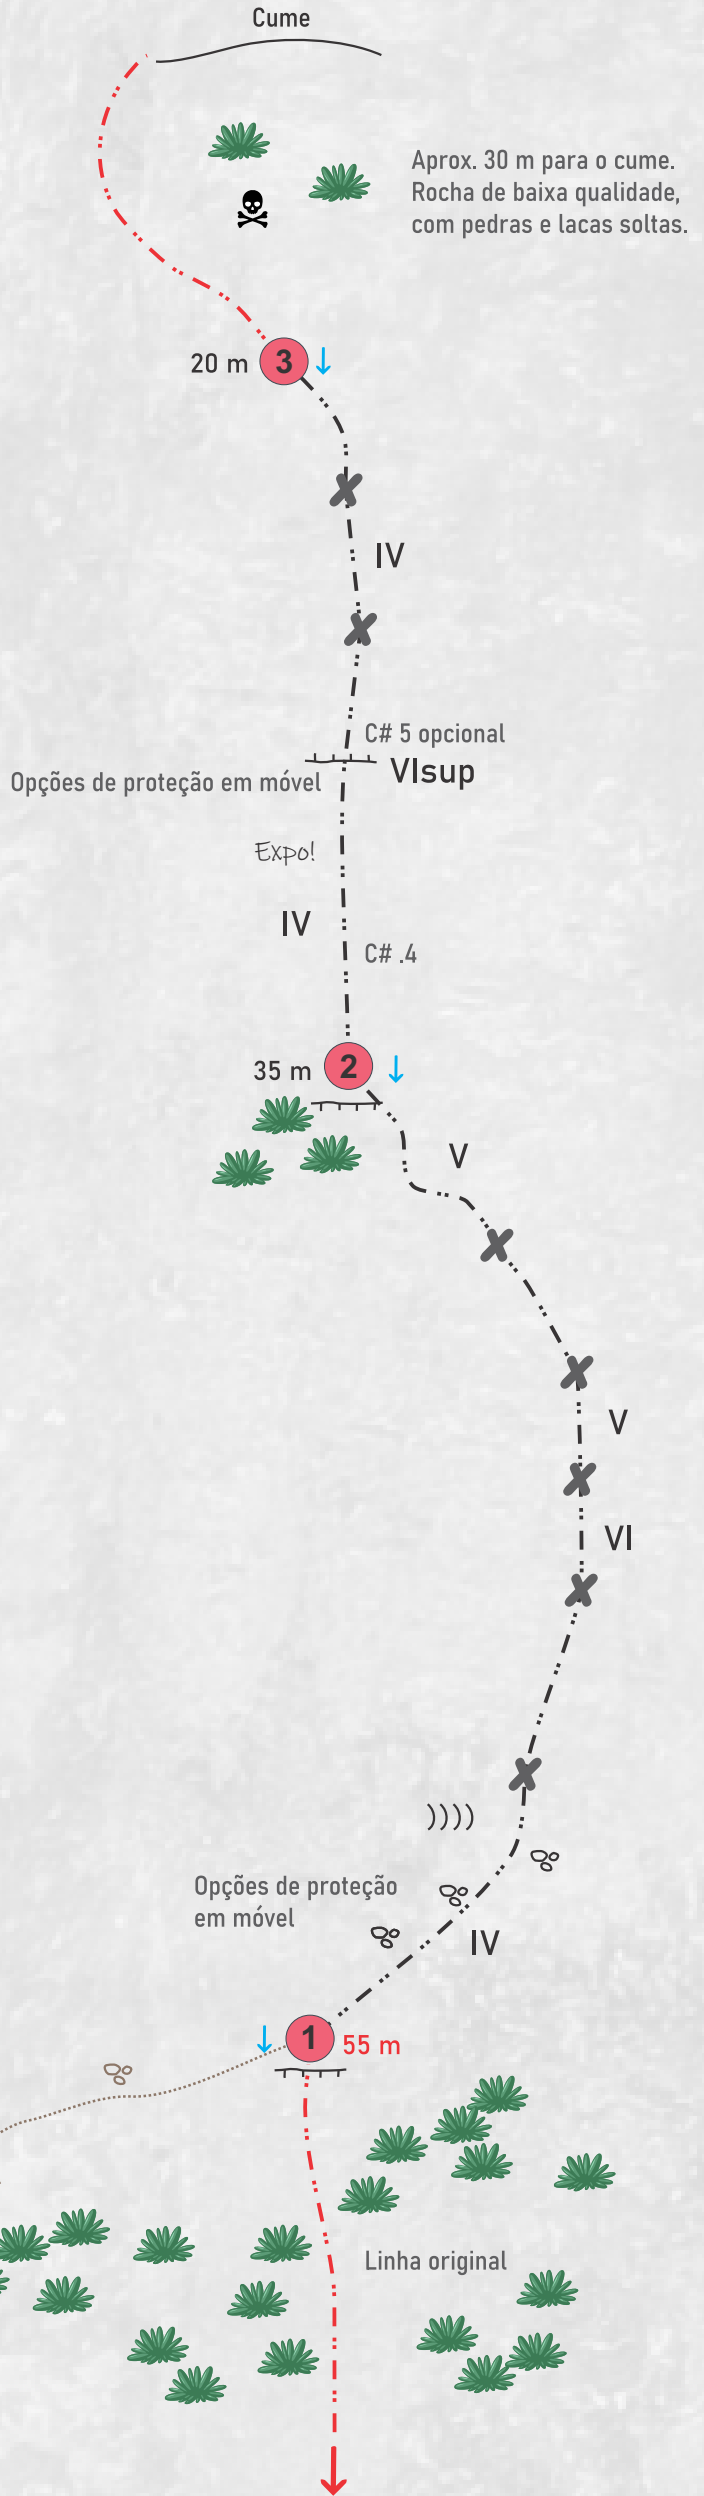 Cume
Aprox. 30 m para o cume.
Rocha de baixa qualidade,
com pedras e lacas soltas.
20 m
3
IV
C# 5 opcional
VIsup
Opções de proteção em móvel
Expo!
IV
C# .4
35 m
2
V
V
VI
Opções de proteção
em móvel
IV
1
55 m
Linha original